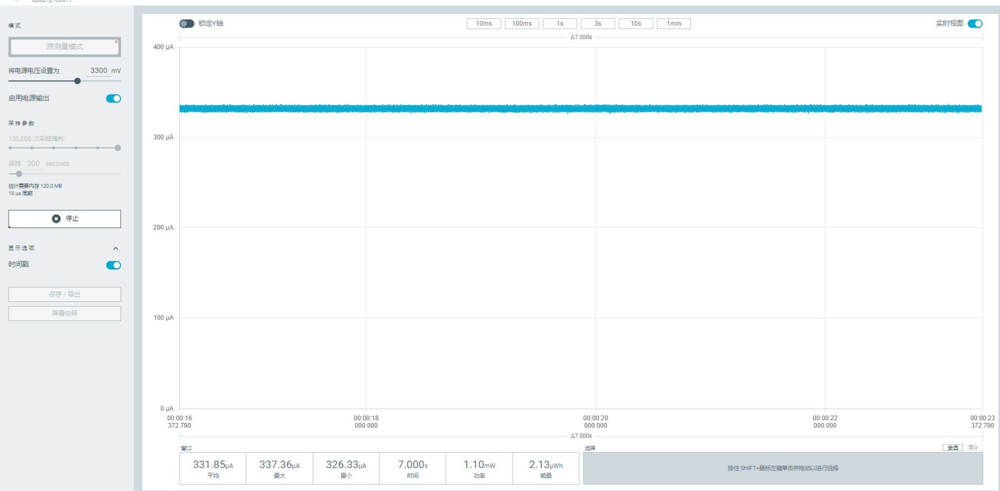 模式
源测量模式
将电源电压设置为 3300 mV
启用电源输出
采样参数
100,000 次采样每秒
采样 300 seconds
估计需要内存 120.0 MB
10 us 周期
停止
显示选项
时间戳
保存 / 导出
屏幕快照
锁定Y轴
10ms 100ms 1s 3s 10s 1min
实时视图
Δ7.000s
400 μA
300 μA
200 μA
100 μA
0 μA
00:00:16 00:00:18 00:00:20 00:00:22 00:00:23
372.790 000.000 000.000 000.000 372.790
Δ7.000s
窗口
331.85μA 337.36μA 326.33μA 7.000s 1.10mW 2.13μWh
平均 最大 最小 时间 功率 能量
选择
全选 清除
按住 SHIFT+鼠标左键单击并拖动以进行选择